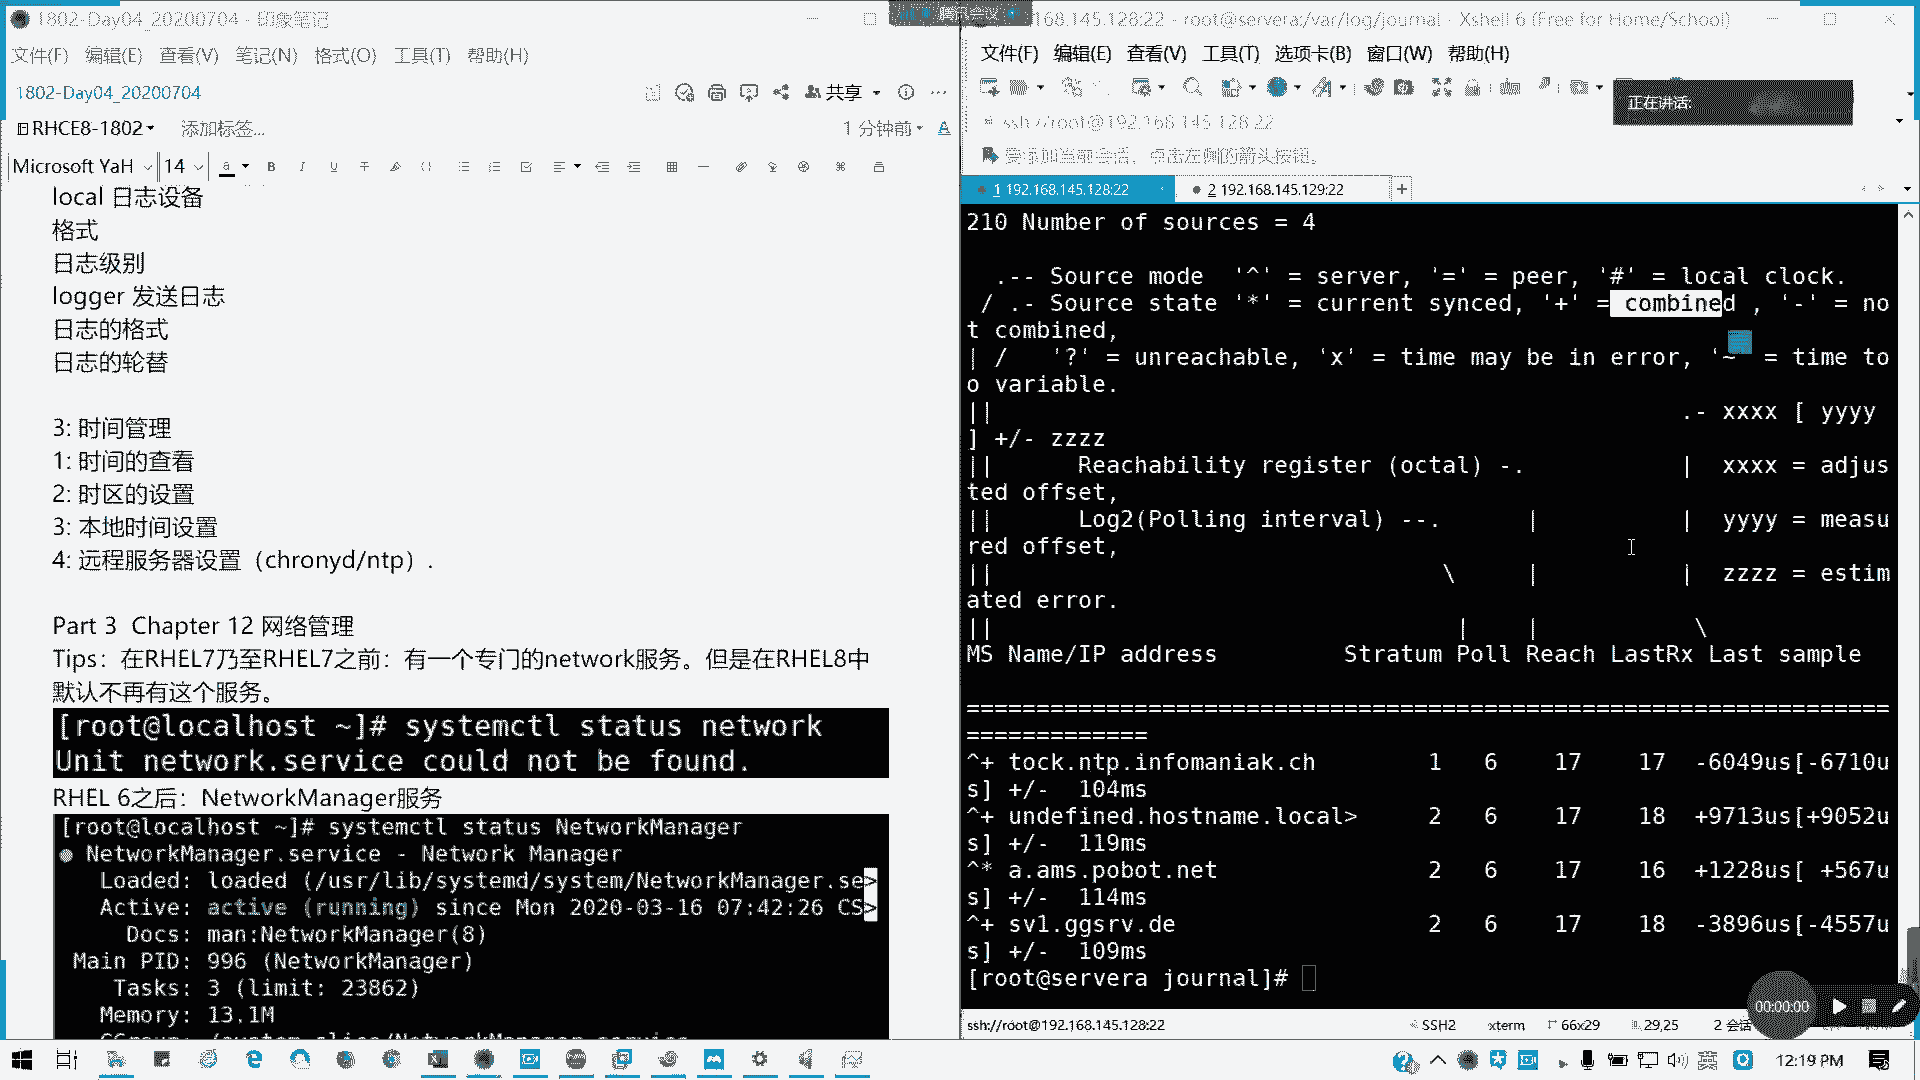 1802-Day04_20200704 - 印象笔记
文件(F) 编辑(E) 查看(V) 笔记(N) 格式(O) 工具(T) 帮助(H)
1802-Day04_20200704
共享
RHCE8-1802 添加标签...
1 分钟前
Microsoft YaH 14
local 日志设备
格式
日志级别
logger 发送日志
日志的格式
日志的轮替
3: 时间管理
1: 时间的查看
2: 时区的设置
3: 本地时间设置
4: 远程服务器设置（chronyd/ntp）.
Part 3 Chapter 12 网络管理
Tips：在RHEL7乃至RHEL7之前：有一个专门的network服务。但是在RHEL8中
默认不再有这个服务。
[root@localhost ~]# systemctl status network
Unit network.service could not be found.
RHEL 6之后：NetworkManager服务
[root@localhost ~]# systemctl status NetworkManager
● NetworkManager.service - Network Manager
Loaded: loaded (/usr/lib/systemd/system/NetworkManager.se>
Active: active (running) since Mon 2020-03-16 07:42:26 CS>
Docs: man:NetworkManager(8)
Main PID: 996 (NetworkManager)
Tasks: 3 (limit: 23862)
Memory: 13.1M
腾讯会议
168.145.128:22 - root@servera:/var/log/journal - Xshell 6 (Free for Home/School)
文件(F) 编辑(E) 查看(V) 工具(T) 选项卡(B) 窗口(W) 帮助(H)
正在讲话:
ssh://root@192.168.145.128:22
要添加当前会话，点击左侧的箭头按钮。
1 192.168.145.128:22
2 192.168.145.129:22
210 Number of sources = 4
.-- Source mode '^' = server, '=' = peer, '#' = local clock.
/ .- Source state '*' = current synced, '+' = combined , '-' = no
t combined,
| / '?' = unreachable, 'x' = time may be in error, '~' = time to
o variable.
|| .- xxxx [ yyyy
] +/- zzzz
|| Reachability register (octal) -. | xxxx = adjus
ted offset,
|| Log2(Polling interval) --. | | yyyy = measu
red offset,
|| \ | | zzzz = estim
ated error.
|| | | \
MS Name/IP address Stratum Poll Reach LastRx Last sample
==================================================================
=============
^+ tock.ntp.infomaniak.ch 1 6 17 17 -6049us[-6710u
s] +/- 104ms
^+ undefined.hostname.local> 2 6 17 18 +9713us[+9052u
s] +/- 119ms
^* a.ams.pobot.net 2 6 17 16 +1228us[ +567u
s] +/- 114ms
^+ sv1.ggsrv.de 2 6 17 18 -3896us[-4557u
s] +/- 109ms
[root@servera journal]#
00:00:00
ssh://root@192.168.145.128:22 SSH2 xterm 66x29 29,25 2 会话
英
12:19 PM